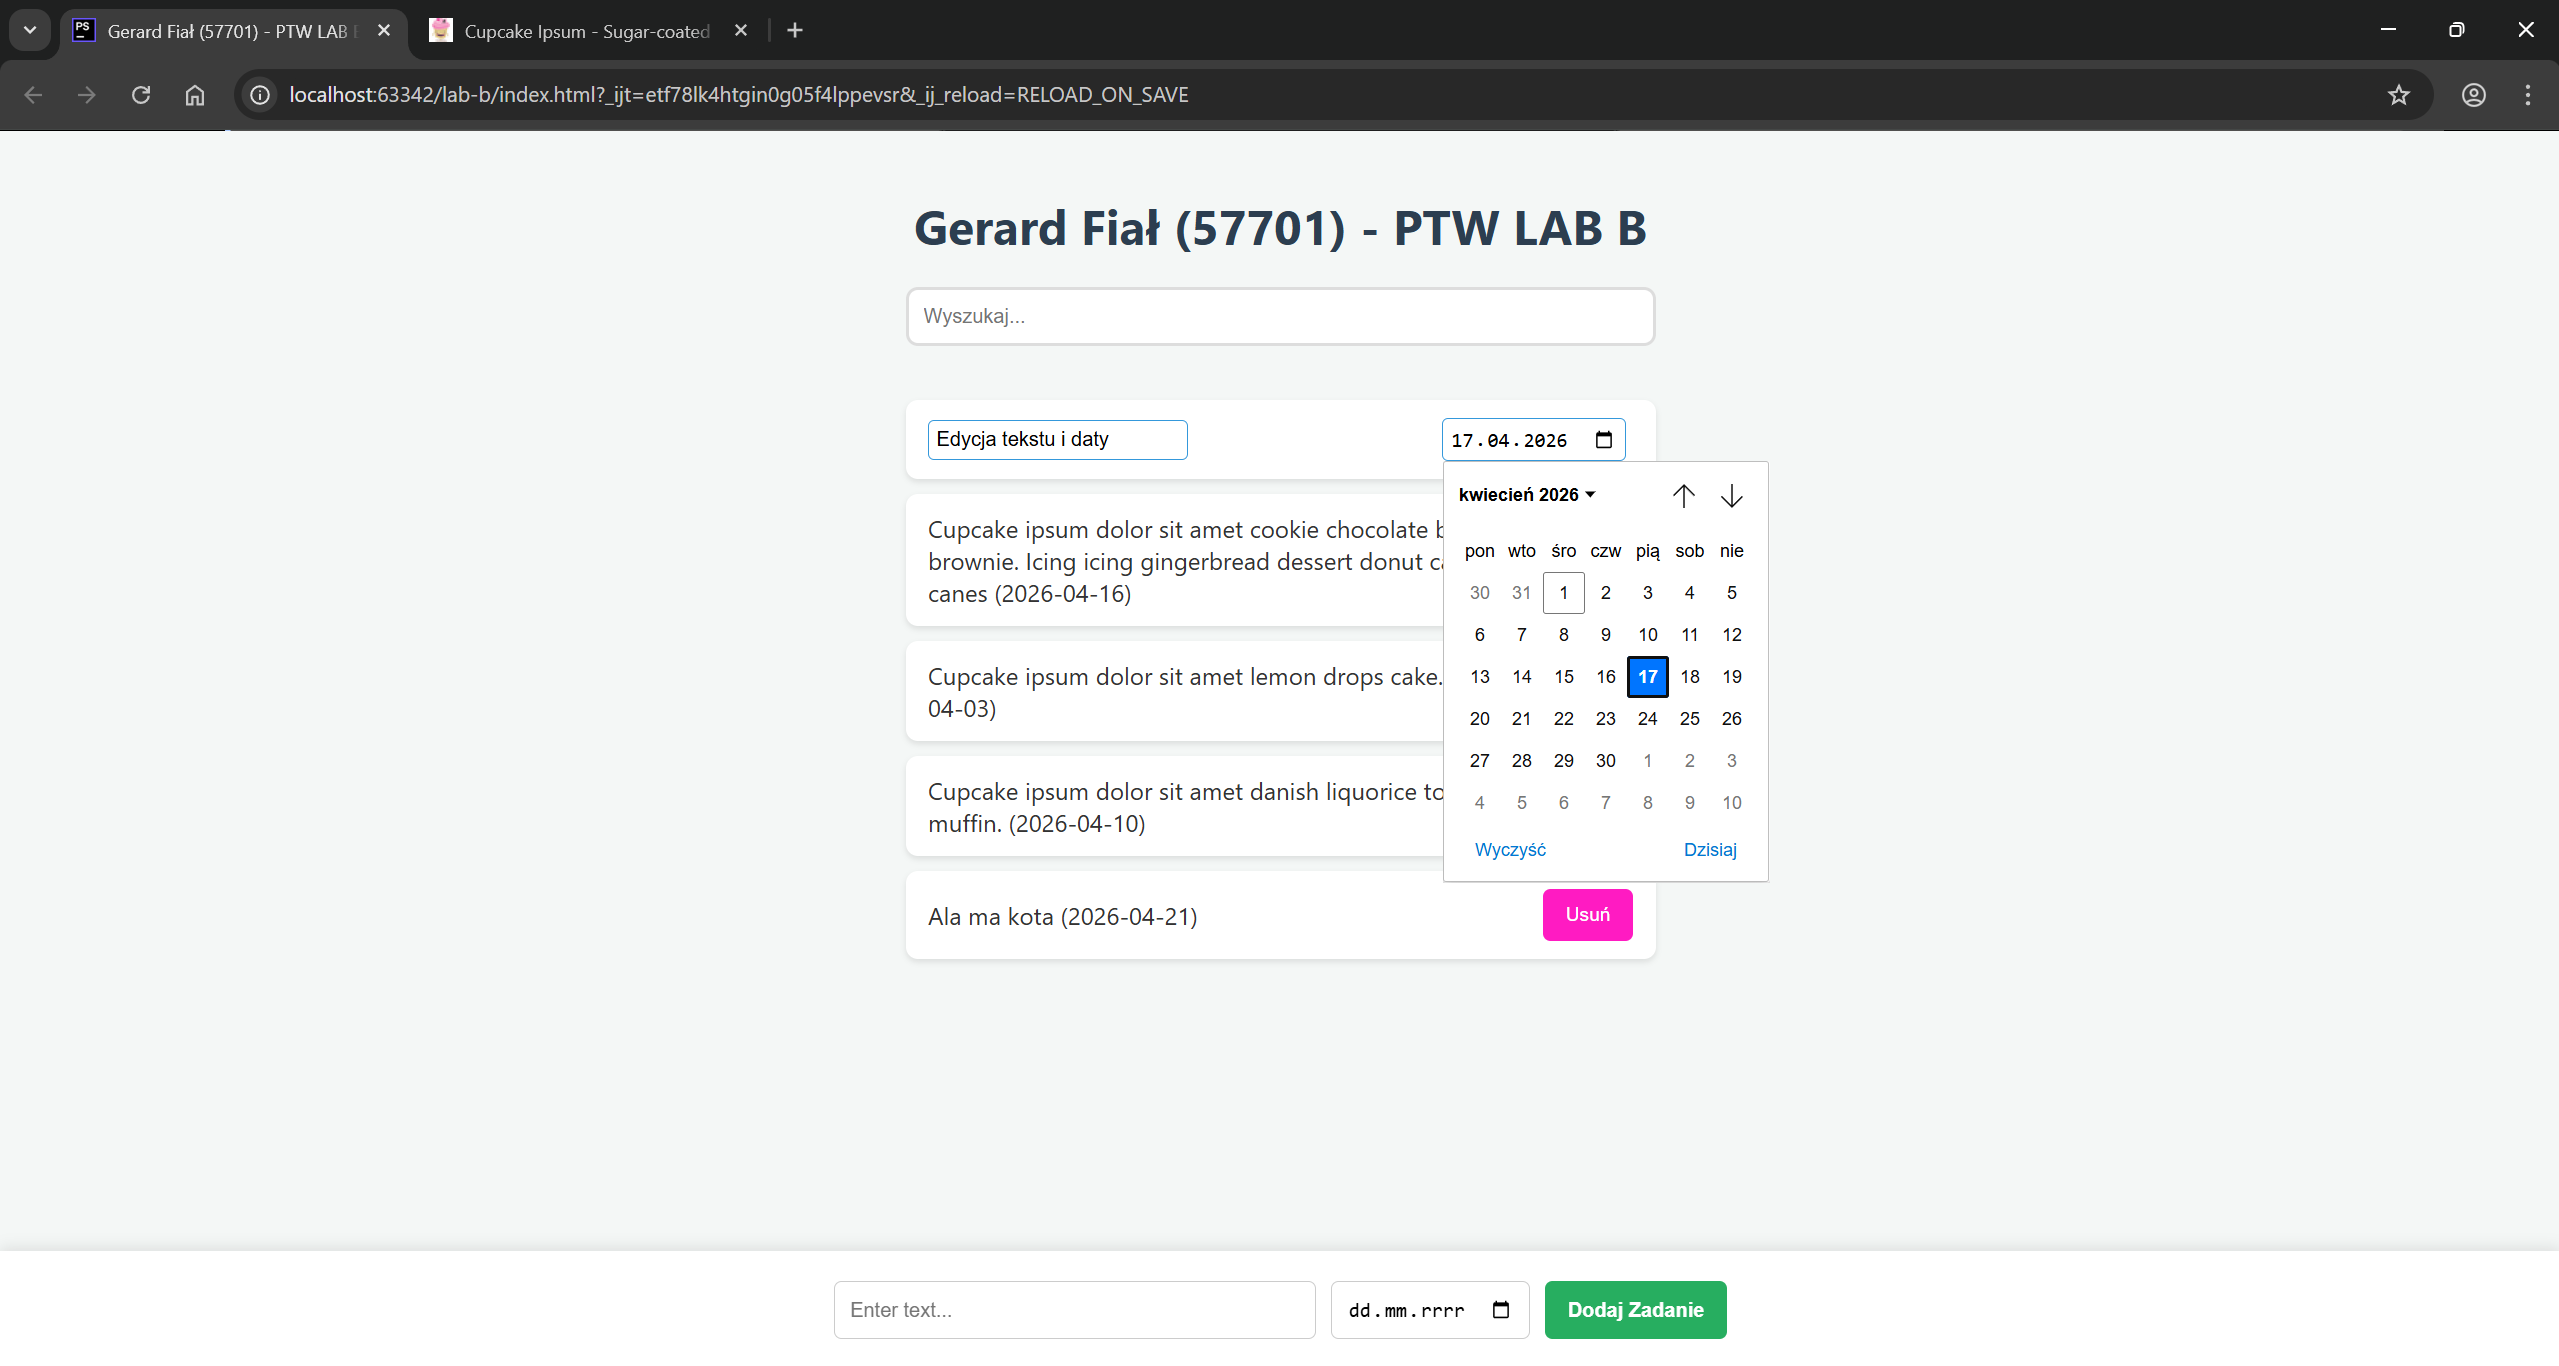 Gerard Fiał (57701) - PTW LAB
Cupcake Ipsum - Sugar-coated
localhost:63342/lab-b/index.html?_ijt=etf78lk4htgin0g05f4lppevsr&_ij_reload=RELOAD_ON_SAVE
Gerard Fiał (57701) - PTW LAB B
Wyszukaj...
Edycja tekstu i daty
17.04.2026
Cupcake ipsum dolor sit amet cookie chocolate
brownie. Icing icing gingerbread dessert donut
canes (2026-04-16)
Cupcake ipsum dolor sit amet lemon drops cake.
04-03)
Cupcake ipsum dolor sit amet danish liquorice
muffin. (2026-04-10)
Ala ma kota (2026-04-21)
Usuń
kwiecień 2026
pon wto śro czw pią sob nie
30 31 1 2 3 4 5
6 7 8 9 10 11 12
13 14 15 16 17 18 19
20 21 22 23 24 25 26
27 28 29 30 1 2 3
4 5 6 7 8 9 10
Wyczyść Dzisiaj
Enter text...
dd.mm.rrrr
Dodaj Zadanie